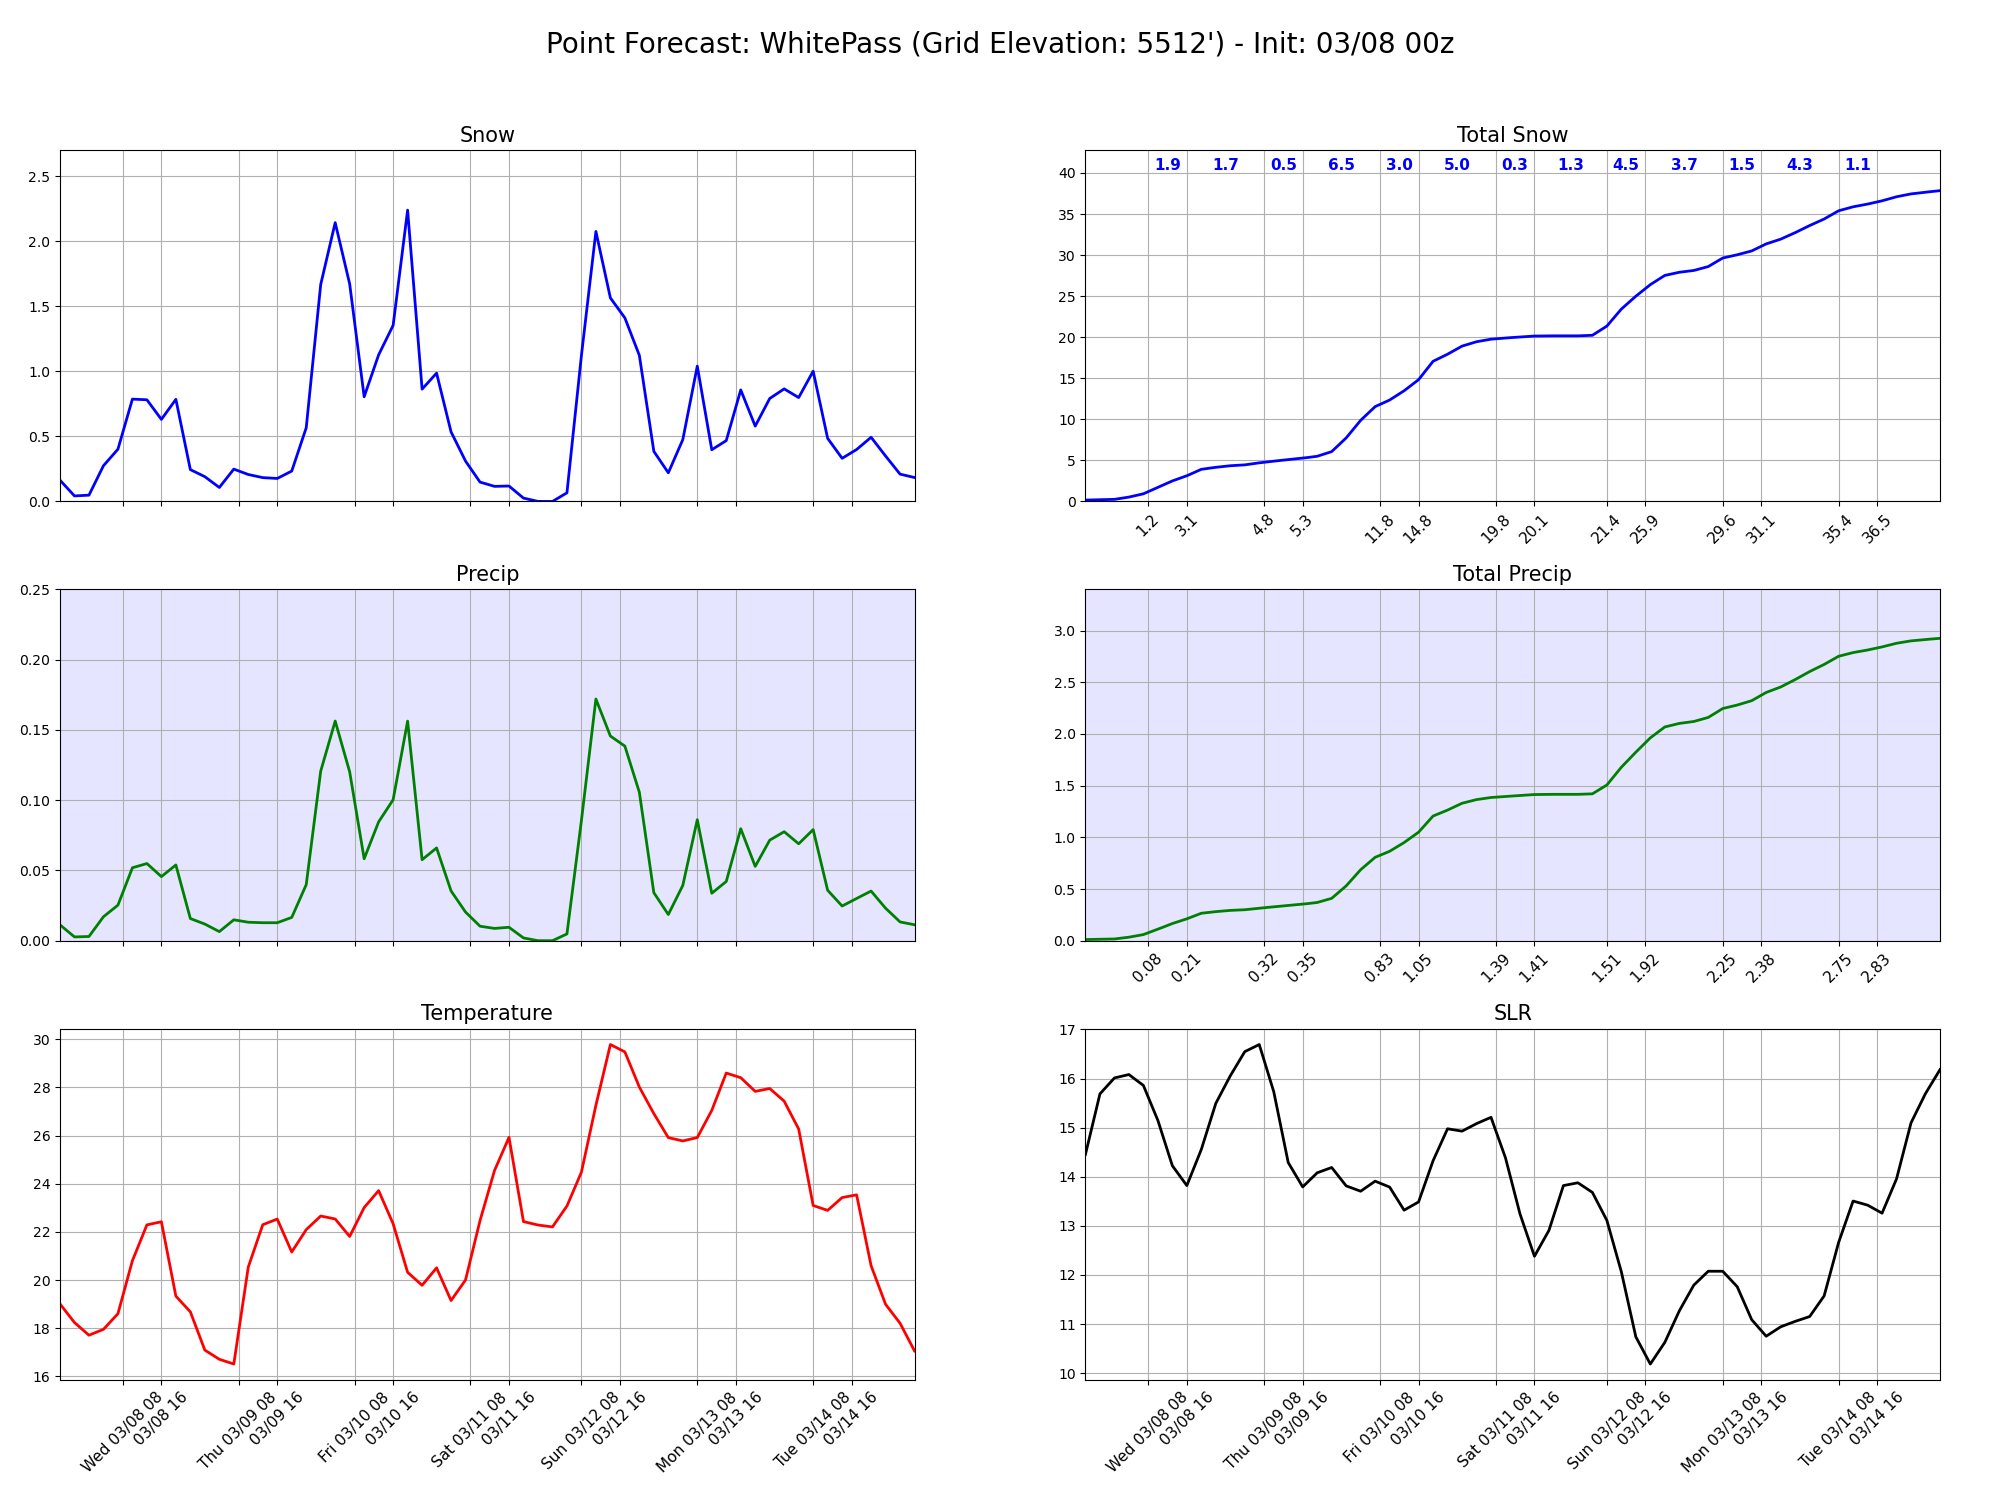 Point Forecast: WhitePass (Grid Elevation: 5512') - Init: 03/08 00z
Snow
2.5
2.0
1.5
1.0
0.5
0.0
Total Snow
1.9 1.7 0.5 6.5 3.0 5.0 0.3 1.3 4.5 3.7 1.5 4.3 1.1
40
35
30
25
20
15
10
5
0
1.2 3.1 4.8 5.3 11.8 14.8 19.8 20.1 21.4 25.9 29.6 31.1 35.4 36.5
Precip
0.25
0.20
0.15
0.10
0.05
0.00
Total Precip
3.0
2.5
2.0
1.5
1.0
0.5
0.0
0.08 0.21 0.32 0.35 0.83 1.05 1.39 1.41 1.51 1.92 2.25 2.38 2.75 2.83
Temperature
30
28
26
24
22
20
18
16
Wed 03/08 08
03/08 16
Thu 03/09 08
03/09 16
Fri 03/10 08
03/10 16
Sat 03/11 08
03/11 16
Sun 03/12 08
03/12 16
Mon 03/13 08
03/13 16
Tue 03/14 08
03/14 16
SLR
17
16
15
14
13
12
11
10
Wed 03/08 08
03/08 16
Thu 03/09 08
03/09 16
Fri 03/10 08
03/10 16
Sat 03/11 08
03/11 16
Sun 03/12 08
03/12 16
Mon 03/13 08
03/13 16
Tue 03/14 08
03/14 16